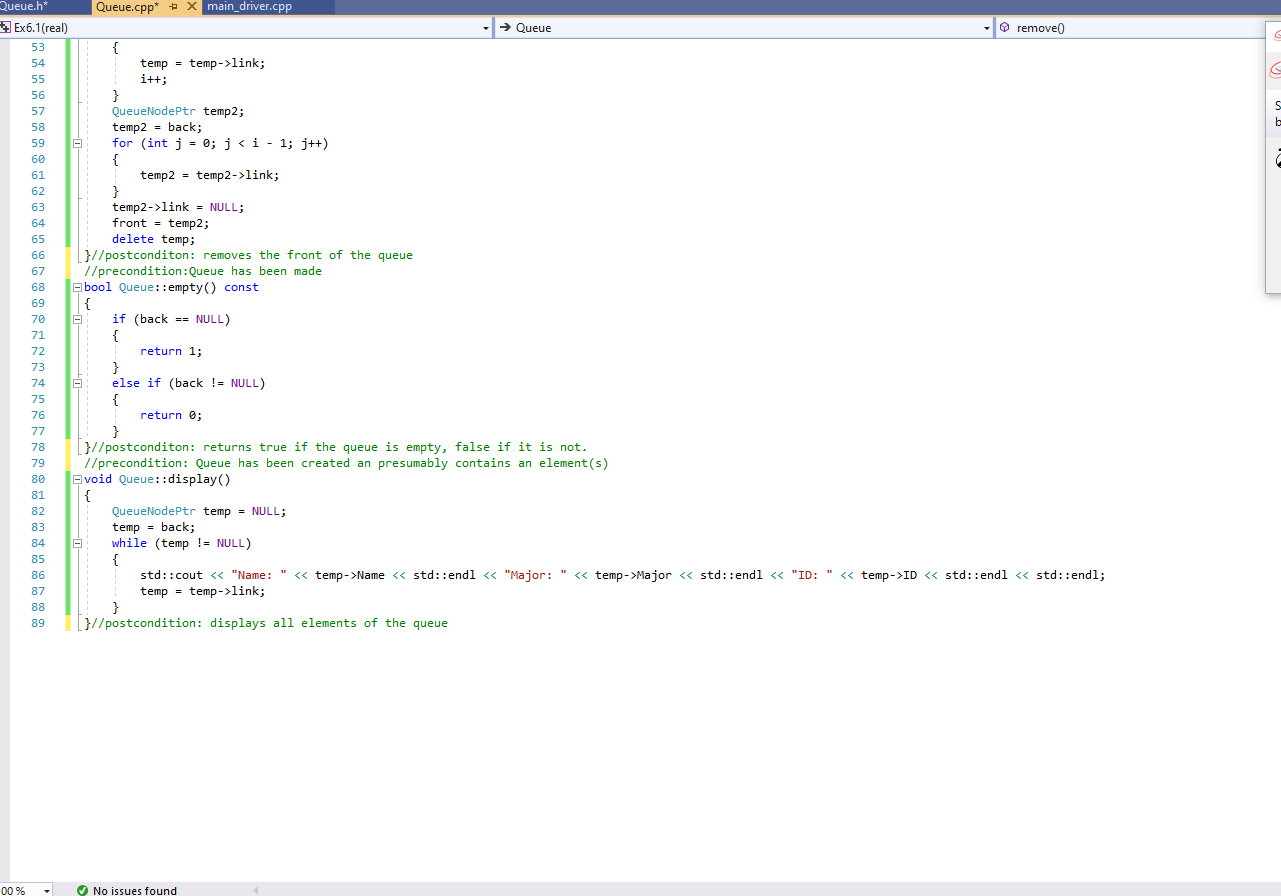 Queue.h* Queue.cpp* main_driver.cpp
Ex6.1(real) Queue remove()
53 {
54 temp = temp->link;
55 i++;
56 }
57 QueueNodePtr temp2;
58 temp2 = back;
59 for (int j = 0; j < i - 1; j++)
60 {
61 temp2 = temp2->link;
62 }
63 temp2->link = NULL;
64 front = temp2;
65 delete temp;
66 }//postconditon: removes the front of the queue
67 //precondition:Queue has been made
68 bool Queue::empty() const
69 {
70 if (back == NULL)
71 {
72 return 1;
73 }
74 else if (back != NULL)
75 {
76 return 0;
77 }
78 }//postconditon: returns true if the queue is empty, false if it is not.
79 //precondition: Queue has been created an presumably contains an element(s)
80 void Queue::display()
81 {
82 QueueNodePtr temp = NULL;
83 temp = back;
84 while (temp != NULL)
85 {
86 std::cout << "Name: " << temp->Name << std::endl << "Major: " << temp->Major << std::endl << "ID: " << temp->ID << std::endl << std::endl;
87 temp = temp->link;
88 }
89 }//postcondition: displays all elements of the queue
S
b
00 % No issues found